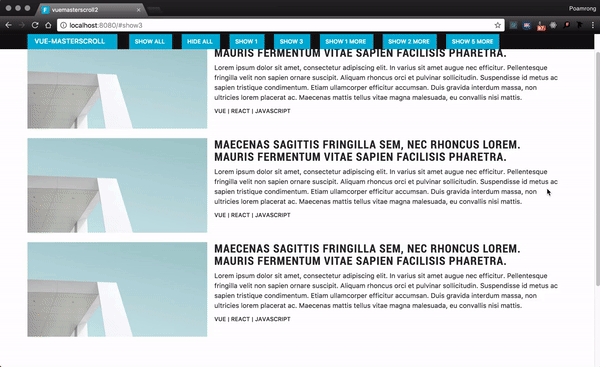 vuemasterscroll2
Poamrong
localhost:8080/#show3
VUE-MASTERSCROLL
SHOW ALL
HIDE ALL
SHOW 1
SHOW 3
SHOW 1 MORE
SHOW 2 MORE
SHOW 5 MORE
MAURIS FERMENTUM VITAE SAPIEN FACILISIS PHARETRA.
Lorem ipsum dolor sit amet, consectetur adipiscing elit. In varius sit amet augue nec efficitur. Pellentesque
fringilla velit non sapien ornare suscipit. Aliquam rhoncus orci et pulvinar sollicitudin. Suspendisse id metus ac
sapien tristique condimentum. Etiam ullamcorper efficitur accumsan. Duis gravida interdum massa, non
ultricies lorem placerat ac. Maecenas mattis tellus vitae magna malesuada, eu convallis nisi mattis.
VUE | REACT | JAVASCRIPT
MAECENAS SAGITTIS FRINGILLA SEM, NEC RHONCUS LOREM.
MAURIS FERMENTUM VITAE SAPIEN FACILISIS PHARETRA.
Lorem ipsum dolor sit amet, consectetur adipiscing elit. In varius sit amet augue nec efficitur. Pellentesque
fringilla velit non sapien ornare suscipit. Aliquam rhoncus orci et pulvinar sollicitudin. Suspendisse id metus ac
sapien tristique condimentum. Etiam ullamcorper efficitur accumsan. Duis gravida interdum massa, non
ultricies lorem placerat ac. Maecenas mattis tellus vitae magna malesuada, eu convallis nisi mattis.
VUE | REACT | JAVASCRIPT
MAECENAS SAGITTIS FRINGILLA SEM, NEC RHONCUS LOREM.
MAURIS FERMENTUM VITAE SAPIEN FACILISIS PHARETRA.
Lorem ipsum dolor sit amet, consectetur adipiscing elit. In varius sit amet augue nec efficitur. Pellentesque
fringilla velit non sapien ornare suscipit. Aliquam rhoncus orci et pulvinar sollicitudin. Suspendisse id metus ac
sapien tristique condimentum. Etiam ullamcorper efficitur accumsan. Duis gravida interdum massa, non
ultricies lorem placerat ac. Maecenas mattis tellus vitae magna malesuada, eu convallis nisi mattis.
VUE | REACT | JAVASCRIPT